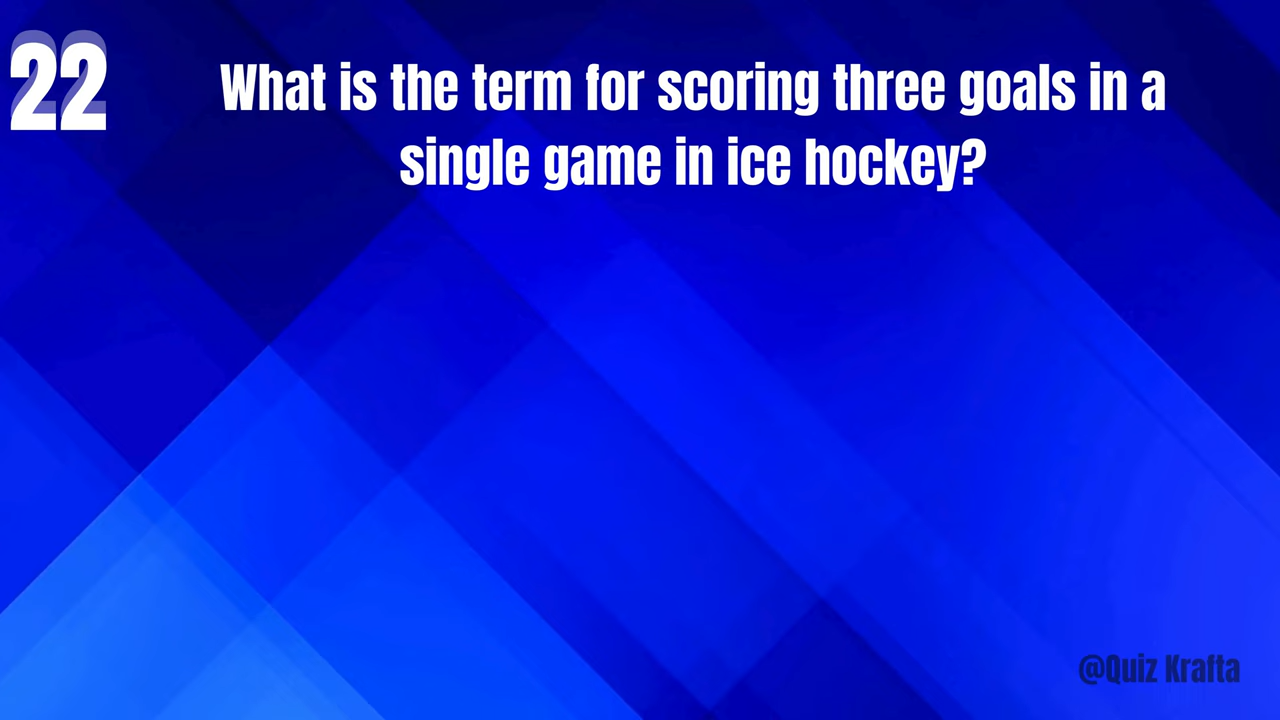 22
What is the term for scoring three goals in a
single game in ice hockey?
@Quiz Krafta